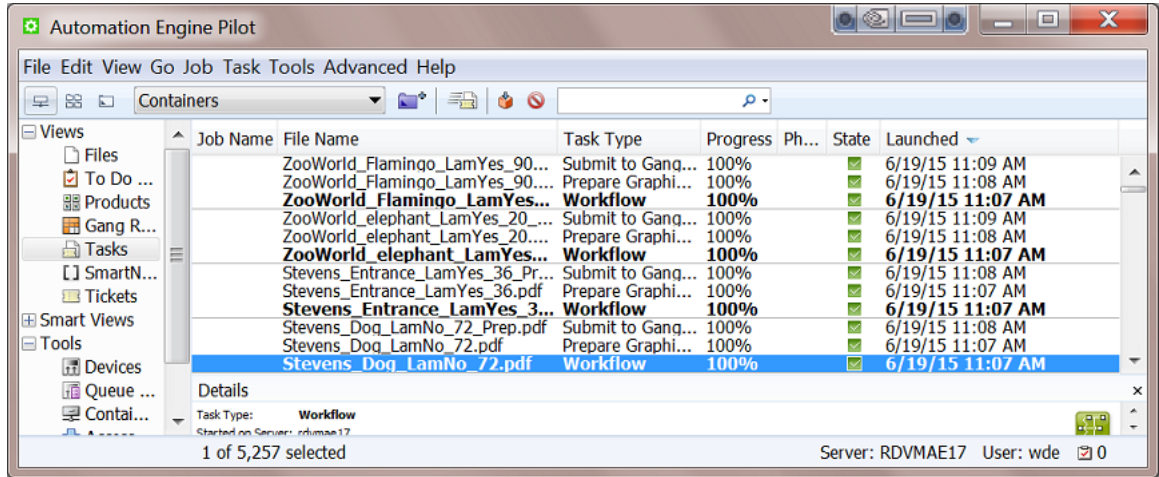 Automation Engine Pilot
File Edit View Go Job Task Tools Advanced Help
Containers
Views
Files
To Do ...
Products
Gang R...
Tasks
SmartN...
Tickets
Smart Views
Tools
Devices
Queue ...
Contai...
Job Name File Name Task Type Progress Ph... State Launched
ZooWorld_Flamingo_LamYes_90... Submit to Gang... 100% 6/19/15 11:09 AM
ZooWorld_Flamingo_LamYes_90.... Prepare Graphi... 100% 6/19/15 11:08 AM
ZooWorld_Flamingo_LamYes... Workflow 100% 6/19/15 11:07 AM
ZooWorld_elephant_LamYes_20_... Submit to Gang... 100% 6/19/15 11:09 AM
ZooWorld_elephant_LamYes_20.... Prepare Graphi... 100% 6/19/15 11:08 AM
ZooWorld_elephant_LamYes... Workflow 100% 6/19/15 11:07 AM
Stevens_Entrance_LamYes_36_Pr... Submit to Gang... 100% 6/19/15 11:08 AM
Stevens_Entrance_LamYes_36.pdf Prepare Graphi... 100% 6/19/15 11:07 AM
Stevens_Entrance_LamYes_3... Workflow 100% 6/19/15 11:07 AM
Stevens_Dog_LamNo_72_Prep.pdf Submit to Gang... 100% 6/19/15 11:08 AM
Stevens_Dog_LamNo_72.pdf Prepare Graphi... 100% 6/19/15 11:07 AM
Stevens_Dog_LamNo_72.pdf Workflow 100% 6/19/15 11:07 AM
Details
Task Type: Workflow
Started on Server: rdvmae17
1 of 5,257 selected Server: RDVMAE17 User: wde 0